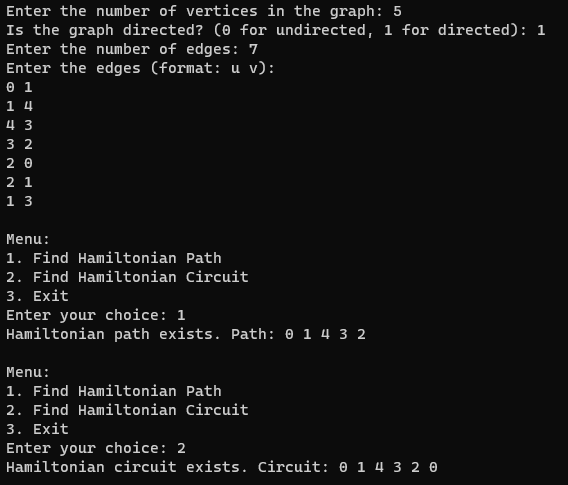 Enter the number of vertices in the graph: 5
Is the graph directed? (0 for undirected, 1 for directed): 1
Enter the number of edges: 7
Enter the edges (format: u v):
0 1
1 4
4 3
3 2
2 0
2 1
1 3

Menu:
1. Find Hamiltonian Path
2. Find Hamiltonian Circuit
3. Exit
Enter your choice: 1
Hamiltonian path exists. Path: 0 1 4 3 2

Menu:
1. Find Hamiltonian Path
2. Find Hamiltonian Circuit
3. Exit
Enter your choice: 2
Hamiltonian circuit exists. Circuit: 0 1 4 3 2 0